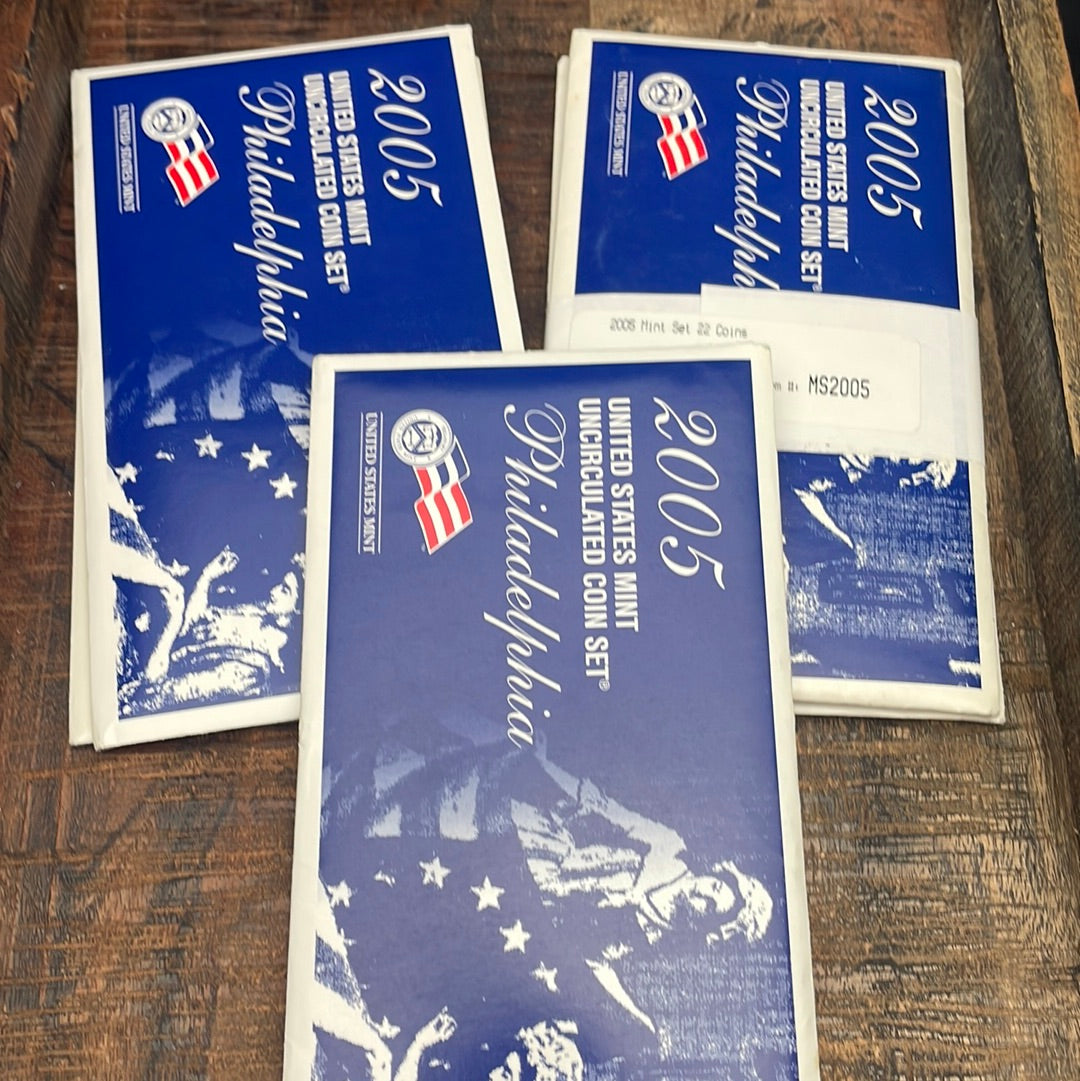 2005
UNITED STATES MINT
UNCIRCULATED COIN SET®
Philadelphia
UNITED STATES MINT
2005
UNITED STATES MINT
UNCIRCULATED COIN SET®
Philadelph
UNITED STATES MINT
2005 Mint Set 22 Coins
m #: MS2005
2005
UNITED STATES MINT
UNCIRCULATED COIN SET®
Philadelphia
UNITED STATES MINT